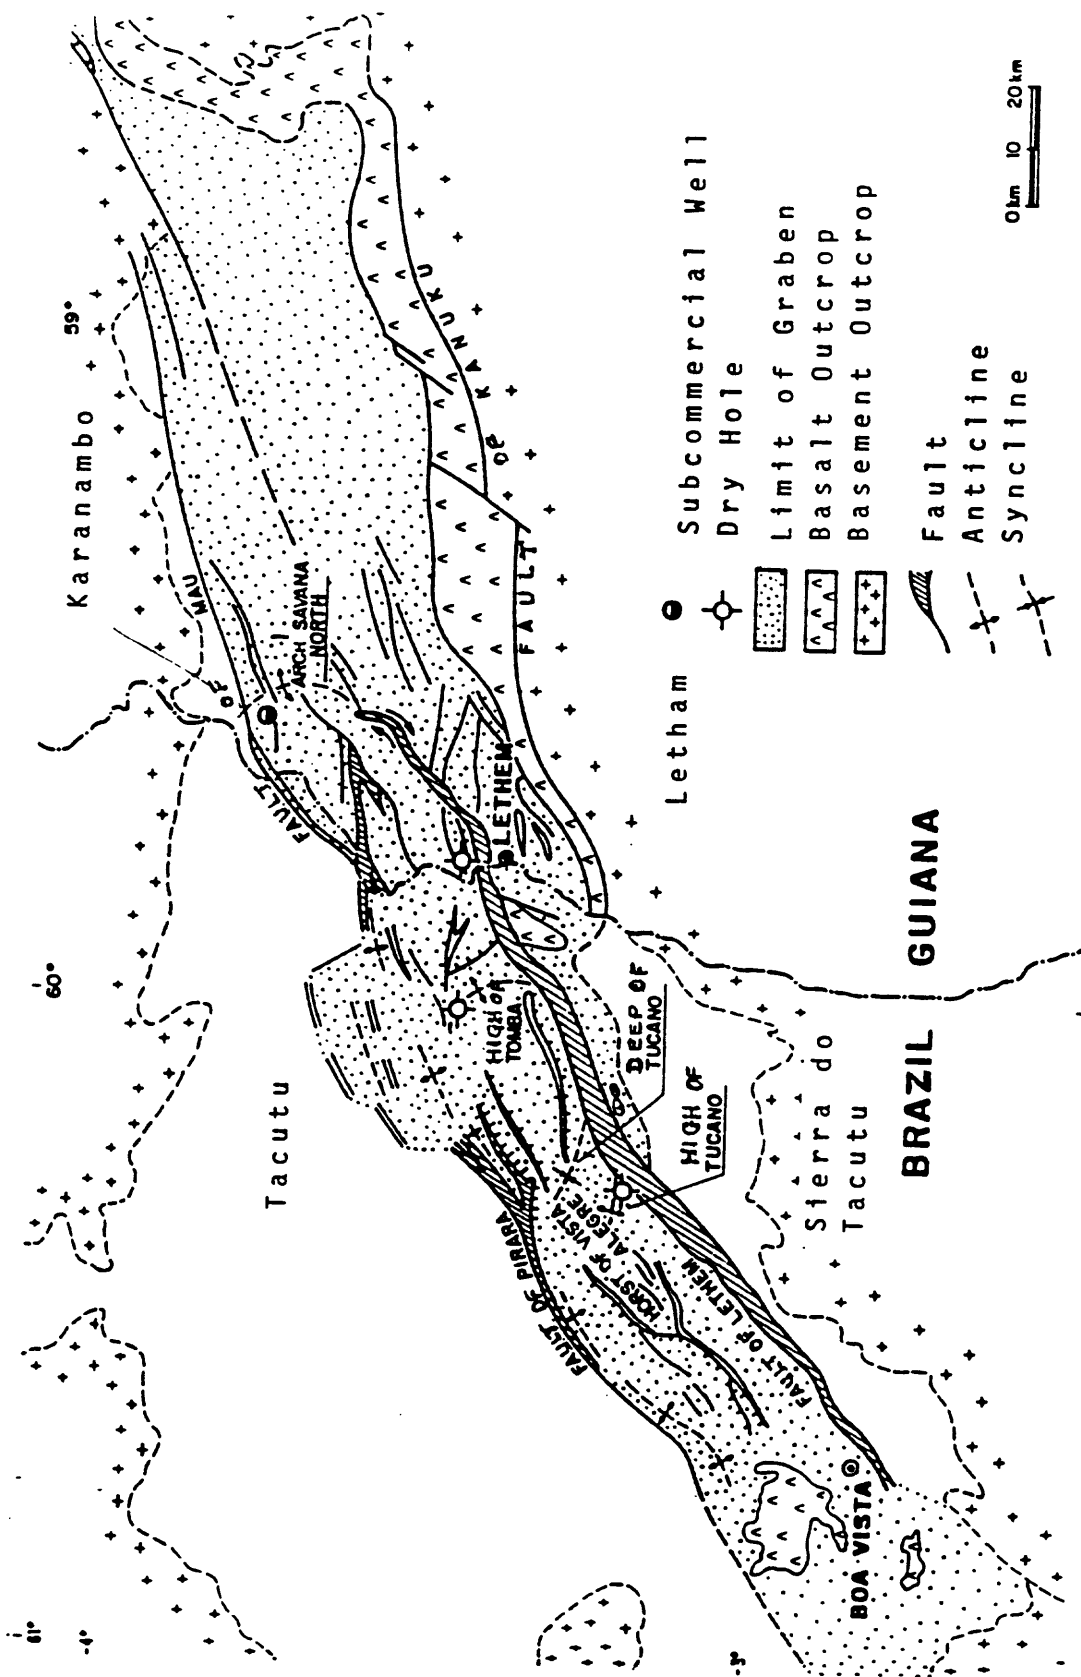 61°
60°
59°
-4°
-3°
Karanambo
Tacutu
FAULT OF MAU
ARCH SAVANA
NORTH
LETHEM
HIGH OF
TOMBA
FAULT OF PIRARA
HORST OF VISTA
ALEGRE
DEEP OF
TUCANO
HIGH OF
TUCANO
FAULT OF LETHEM
FAULT OF KANUKU
BOA VISTA
Sierra do
Tacutu
Letham
BRAZIL GUIANA
Subcommercial Well
Dry Hole
Limit of Graben
Basalt Outcrop
Basement Outcrop
Fault
Anticline
Syncline
0km 10 20km